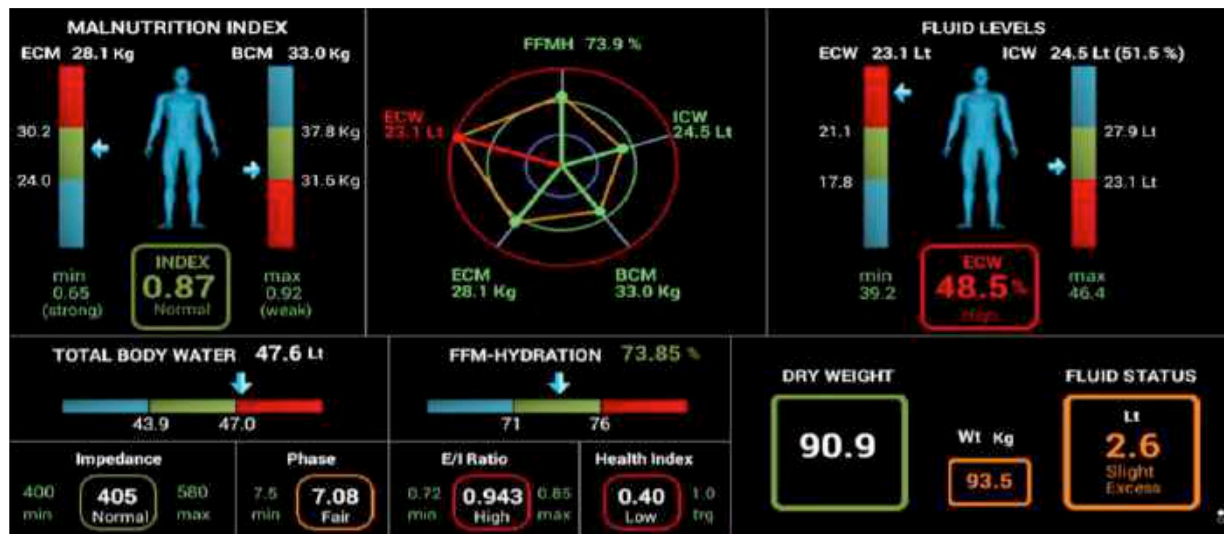 MALNUTRITION INDEX
ECM 28.1 Kg
BCM 33.0 Kg
30.2
24.0
37.8 Kg
31.6 Kg
min
0.65
(strong)
INDEX
0.87
Normal
max
0.92
(weak)
FFMH 73.9 %
ECW
23.1 Lt
ICW
24.5 Lt
ECM
28.1 Kg
BCM
33.0 Kg
FLUID LEVELS
ECW 23.1 Lt
ICW 24.5 Lt (51.5 %)
21.1
17.8
27.9 Lt
23.1 Lt
min
39.2
ECW
48.5 %
High
max
46.4
TOTAL BODY WATER 47.6 Lt
43.9
47.0
FFM-HYDRATION 73.85 %
71
76
Impedance
400
min
405
Normal
580
max
Phase
7.5
min
7.08
Fair
E/I Ratio
0.72
min
0.943
High
0.85
max
Health Index
0.40
Low
1.0
trg
DRY WEIGHT
90.9
Wt Kg
93.5
FLUID STATUS
Lt
2.6
Slight
Excess